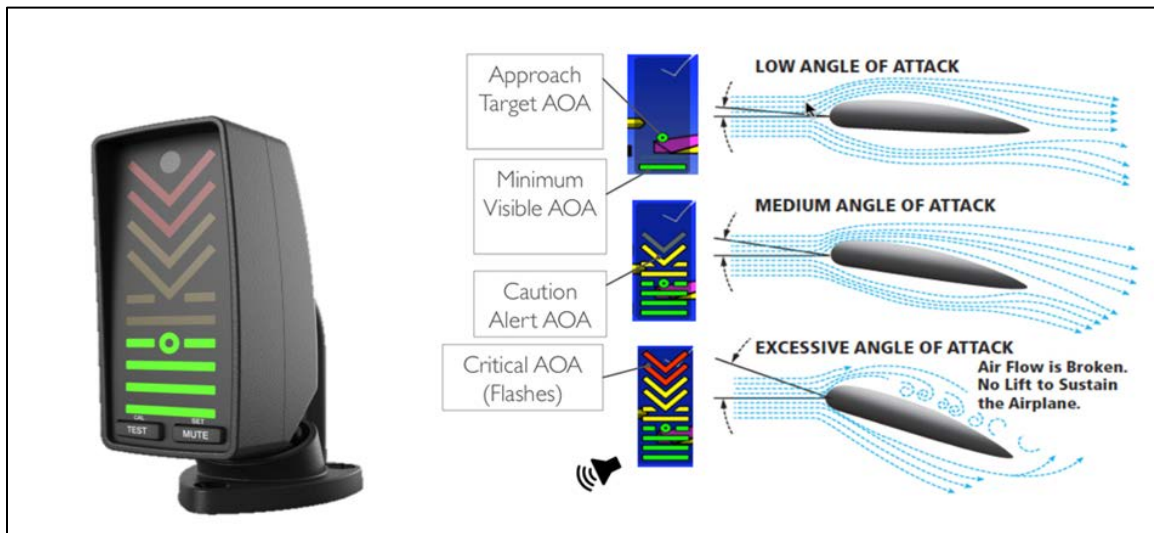 CAL
SET
TEST
MUTE
Approach
Target AOA
Minimum
Visible AOA
Caution
Alert AOA
Critical AOA
(Flashes)
LOW ANGLE OF ATTACK
MEDIUM ANGLE OF ATTACK
EXCESSIVE ANGLE OF ATTACK
Air Flow is Broken.
No Lift to Sustain
the Airplane.